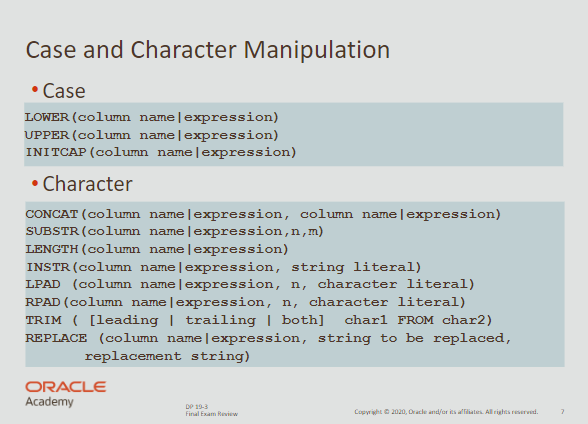 Case and Character Manipulation
• Case
LOWER(column name|expression)
UPPER(column name|expression)
INITCAP(column name|expression)
• Character
CONCAT(column name|expression, column name|expression)
SUBSTR(column name|expression,n,m)
LENGTH(column name|expression)
INSTR(column name|expression, string literal)
LPAD (column name|expression, n, character literal)
RPAD(column name|expression, n, character literal)
TRIM ( [leading | trailing | both] char1 FROM char2)
REPLACE (column name|expression, string to be replaced,
replacement string)
ORACLE
Academy
DP 19-3
Final Exam Review
Copyright © 2020, Oracle and/or its affiliates. All rights reserved.
7